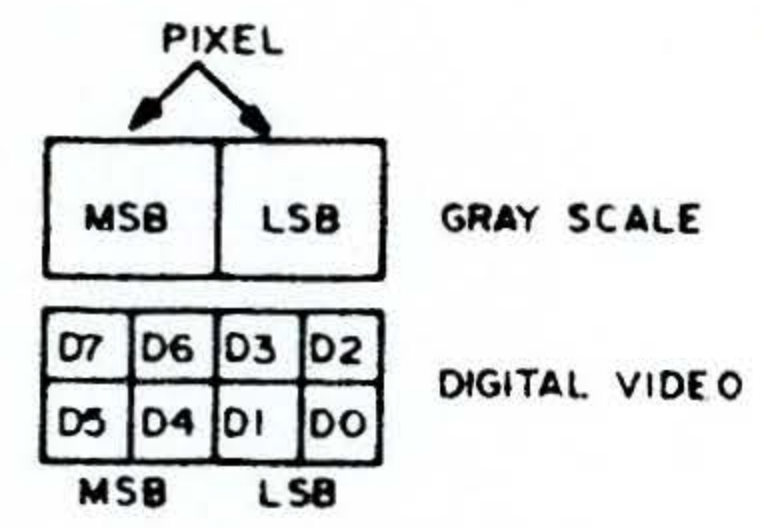 PIXEL
MSB LSB GRAY SCALE
D7 D6 D3 D2
DIGITAL VIDEO
D5 D4 D1 D0
MSB LSB